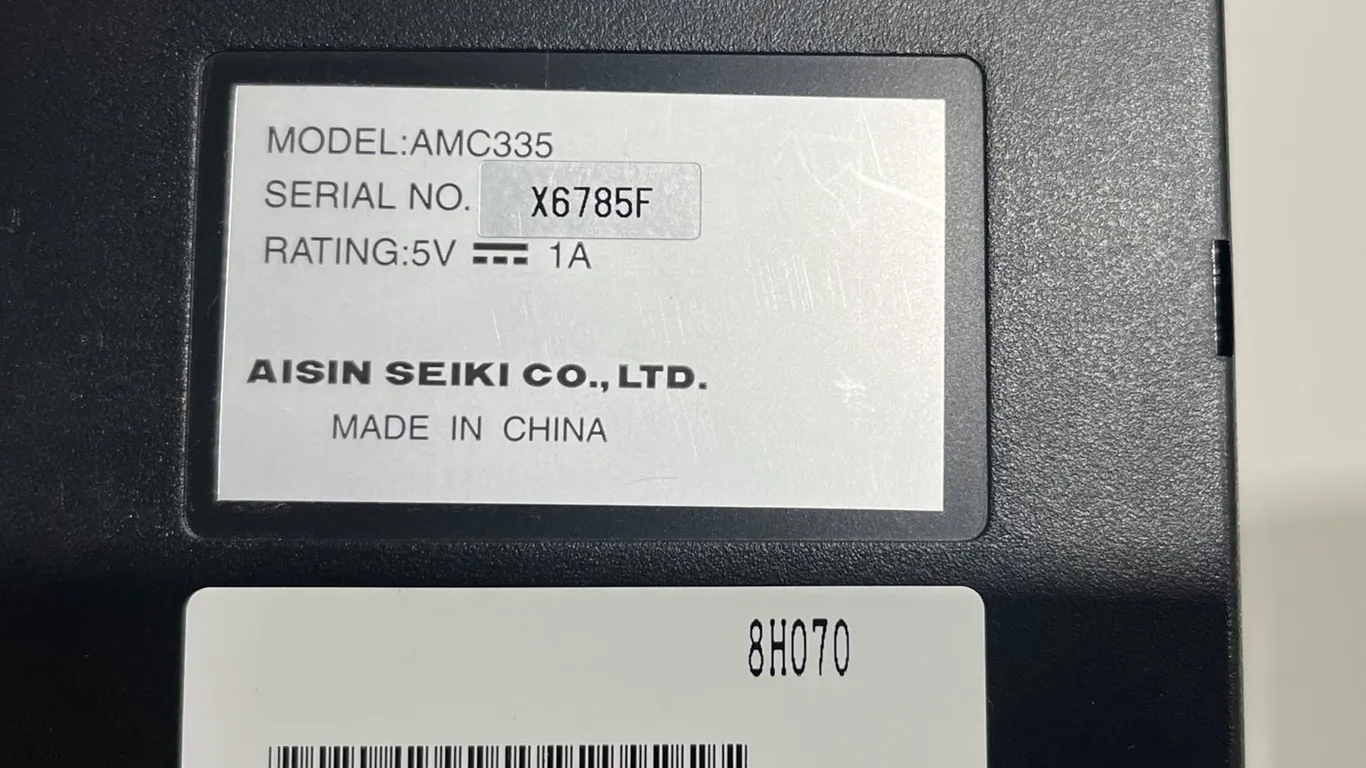 MODEL:AMC335
SERIAL NO. X6785F
RATING:5V ⎓ 1A
AISIN SEIKI CO., LTD.
MADE IN CHINA
8H070